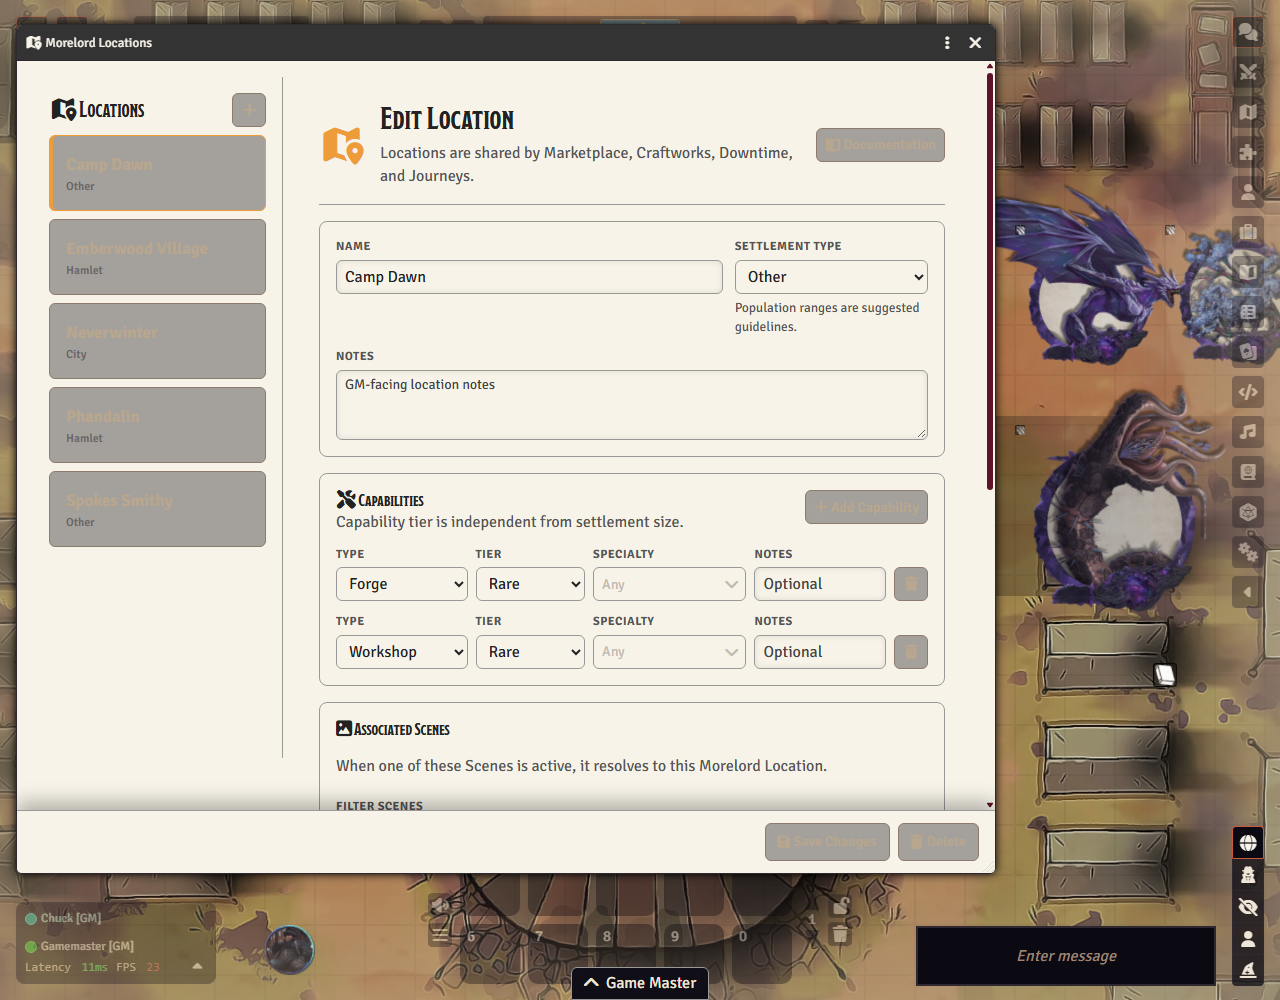 Morelord Locations
Locations
Camp Dawn
Other
Emberwood Village
Hamlet
Neverwinter
City
Phandalin
Hamlet
Spokes Smithy
Other
Edit Location
Locations are shared by Marketplace, Craftworks, Downtime,
and Journeys.
Documentation
NAME
SETTLEMENT TYPE
Camp Dawn
Other
Population ranges are suggested
guidelines.
NOTES
GM-facing location notes
Capabilities
Capability tier is independent from settlement size.
Add Capability
TYPE TIER SPECIALTY NOTES
Forge Rare Any Optional
TYPE TIER SPECIALTY NOTES
Workshop Rare Any Optional
Associated Scenes
When one of these Scenes is active, it resolves to this Morelord Location.
FILTER SCENES
Save Changes
Delete
Chuck [GM]
Gamemaster [GM]
Latency 11ms FPS 23
6 7 8 9 0
1
Game Master
Enter message